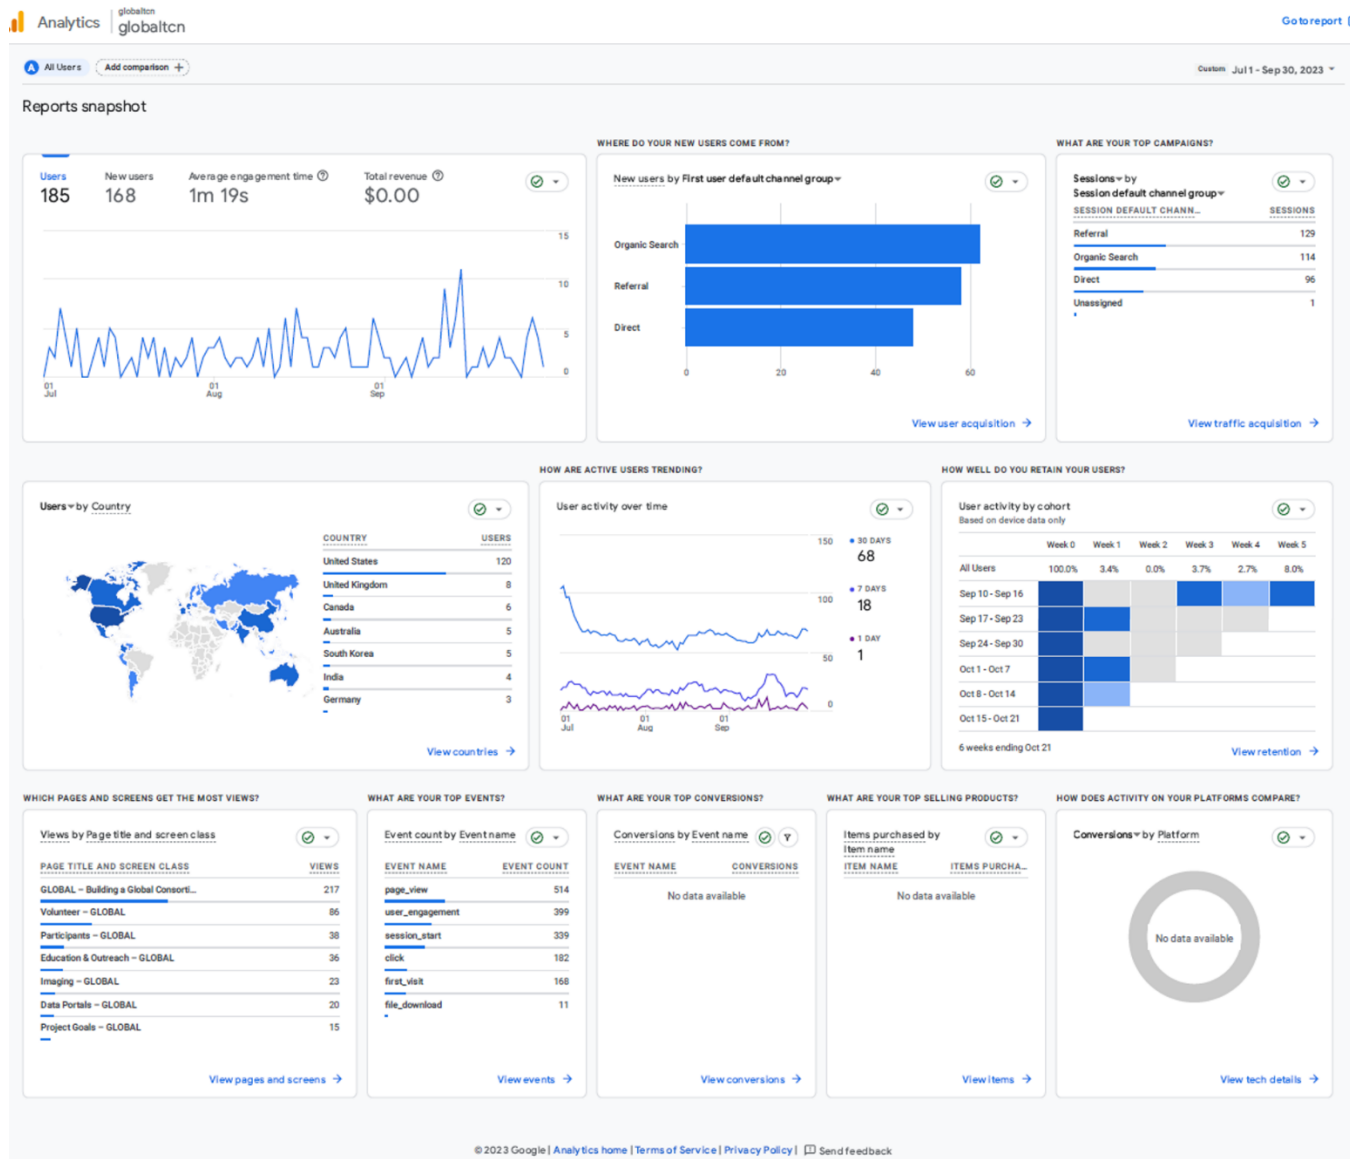 globaltcn
Analytics
globaltcn
Go to report
A All Users
Add comparison +
Custom Jul 1 - Sep 30, 2023
Reports snapshot
Users
185
New users
168
Average engagement time
1m 19s
Total revenue
$0.00
15
10
5
0
01
Jul
01
Aug
01
Sep
WHERE DO YOUR NEW USERS COME FROM?
New users by First user default channel group
Organic Search
Referral
Direct
0 20 40 60
View user acquisition →
WHAT ARE YOUR TOP CAMPAIGNS?
Sessions by
Session default channel group
SESSION DEFAULT CHANN... SESSIONS
Referral 129
Organic Search 114
Direct 96
Unassigned 1
View traffic acquisition →
Users by Country
COUNTRY USERS
United States 120
United Kingdom 8
Canada 6
Australia 5
South Korea 5
India 4
Germany 3
View countries →
HOW ARE ACTIVE USERS TRENDING?
User activity over time
150
100
50
0
01
Jul
01
Aug
01
Sep
30 DAYS
68
7 DAYS
18
1 DAY
1
HOW WELL DO YOU RETAIN YOUR USERS?
User activity by cohort
Based on device data only
Week 0 Week 1 Week 2 Week 3 Week 4 Week 5
All Users 100.0% 3.4% 0.0% 3.7% 2.7% 8.0%
Sep 10 - Sep 16
Sep 17 - Sep 23
Sep 24 - Sep 30
Oct 1 - Oct 7
Oct 8 - Oct 14
Oct 15 - Oct 21
6 weeks ending Oct 21
View retention →
WHICH PAGES AND SCREENS GET THE MOST VIEWS?
Views by Page title and screen class
PAGE TITLE AND SCREEN CLASS VIEWS
GLOBAL – Building a Global Consorti... 217
Volunteer – GLOBAL 86
Participants – GLOBAL 38
Education & Outreach – GLOBAL 36
Imaging – GLOBAL 23
Data Portals – GLOBAL 20
Project Goals – GLOBAL 15
View pages and screens →
WHAT ARE YOUR TOP EVENTS?
Event count by Event name
EVENT NAME EVENT COUNT
page_view 514
user_engagement 399
session_start 339
click 182
first_visit 168
file_download 11
View events →
WHAT ARE YOUR TOP CONVERSIONS?
Conversions by Event name
EVENT NAME CONVERSIONS
No data available
View conversions →
WHAT ARE YOUR TOP SELLING PRODUCTS?
Items purchased by
Item name
ITEM NAME ITEMS PURCHA...
No data available
View items →
HOW DOES ACTIVITY ON YOUR PLATFORMS COMPARE?
Conversions by Platform
No data available
View tech details →
© 2023 Google | Analytics home | Terms of Service | Privacy Policy | Send feedback